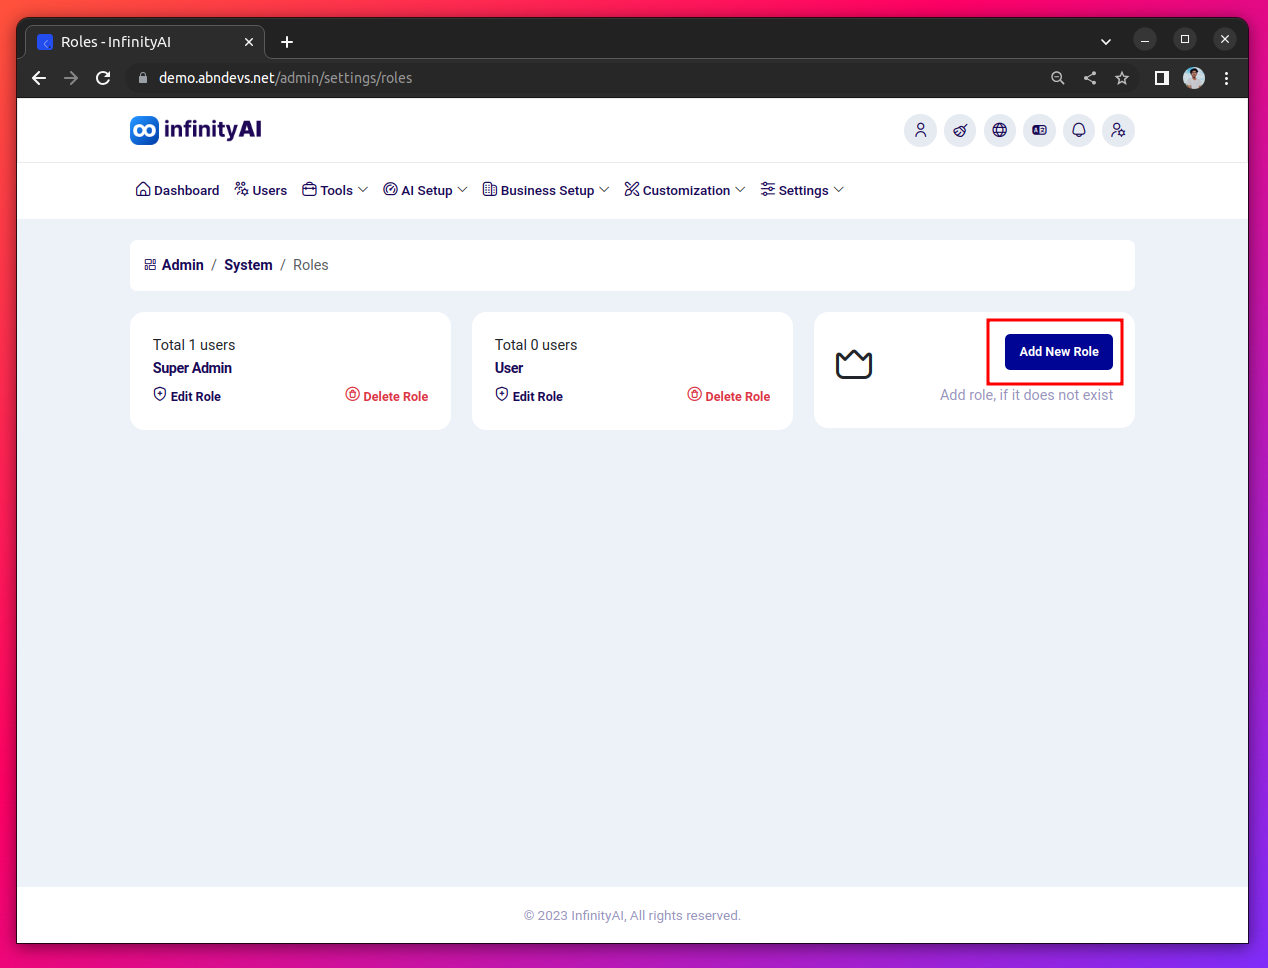 Roles - InfinityAI
demo.abndevs.net/admin/settings/roles
infinityAI
Dashboard Users Tools AI Setup Business Setup Customization Settings
Admin / System / Roles
Total 1 users
Super Admin
Edit Role Delete Role
Total 0 users
User
Edit Role Delete Role
Add New Role
Add role, if it does not exist
© 2023 InfinityAI, All rights reserved.